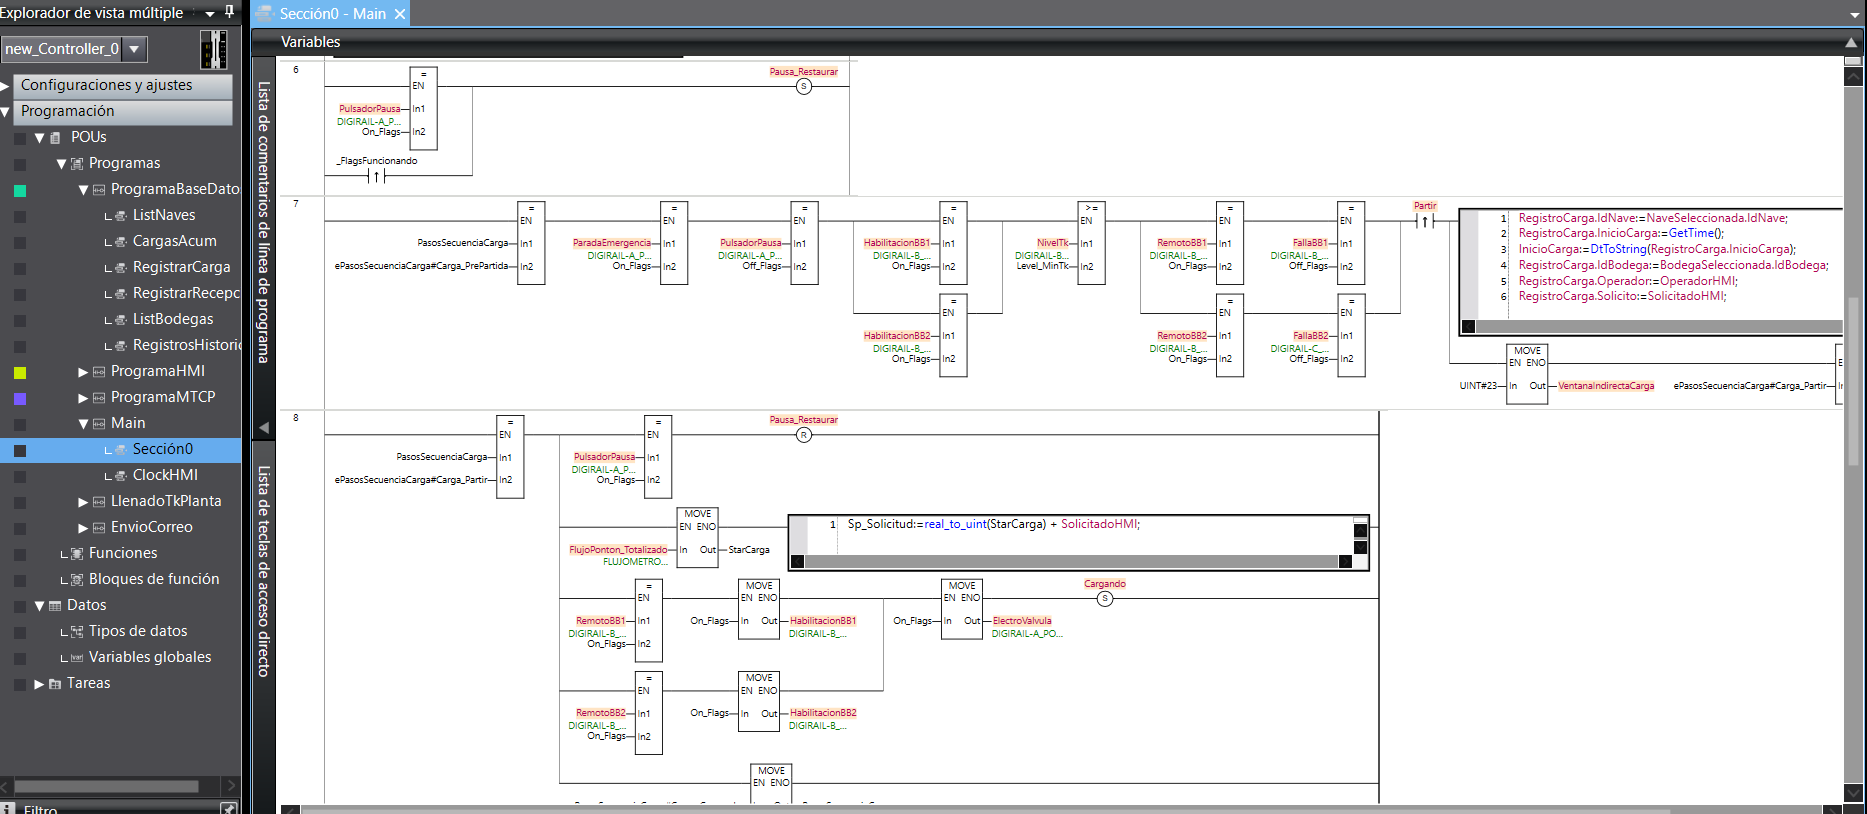 Explorador de vista múltiple
new_Controller_0
Configuraciones y ajustes
Programación
POUs
Programas
ProgramaBaseDato
ListNaves
CargasAcum
RegistrarCarga
RegistrarRecepc
ListBodegas
RegistrosHistoric
ProgramaHMI
ProgramaMTCP
Main
Sección0
ClockHMI
LlenadoTkPlanta
EnvioCorreo
Funciones
Bloques de función
Datos
Tipos de datos
Variables globales
Tareas
Filtro
Sección0 - Main
Variables
Lista de comentarios de línea de programa
Lista de teclas de acceso directo
6
=
EN
PulsadorPausa In1
DIGIRAIL-A_P...
On_Flags In2
_FlagsFuncionando
Pausa_Restaurar
S
7
=
EN
PasosSecuenciaCarga In1
ePasosSecuenciaCarga#Carga_PrePartida In2
=
EN
ParadaEmergencia In1
DIGIRAIL-A_P...
On_Flags In2
=
EN
PulsadorPausa In1
DIGIRAIL-A_P...
Off_Flags In2
=
EN
HabilitacionBB1 In1
DIGIRAIL-B_...
On_Flags In2
=
EN
HabilitacionBB2 In1
DIGIRAIL-B_...
On_Flags In2
>=
EN
NivelTk In1
DIGIRAIL-B...
Level_MinTk In2
=
EN
RemotoBB1 In1
DIGIRAIL-B_...
On_Flags In2
=
EN
FallaBB1 In1
DIGIRAIL-B_...
Off_Flags In2
=
EN
RemotoBB2 In1
DIGIRAIL-B_...
On_Flags In2
=
EN
FallaBB2 In1
DIGIRAIL-C_...
Off_Flags In2
Partir
1 RegistroCarga.IdNave:=NaveSeleccionada.IdNave;
2 RegistroCarga.InicioCarga:=GetTime();
3 InicioCarga:=DtToString(RegistroCarga.InicioCarga);
4 RegistroCarga.IdBodega:=BodegaSeleccionada.IdBodega;
5 RegistroCarga.Operador:=OperadorHMI;
6 RegistroCarga.Solicito:=SolicitadoHMI;
MOVE
EN ENO
UINT#23 In Out VentanaIndirectaCarga
ePasosSecuenciaCarga#Carga_Partir
8
=
EN
PasosSecuenciaCarga In1
ePasosSecuenciaCarga#Carga_Partir In2
=
EN
PulsadorPausa In1
DIGIRAIL-A_P...
On_Flags In2
Pausa_Restaurar
R
MOVE
EN ENO
FlujoPonton_Totalizado In Out StarCarga
FLUJOMETRO...
1 Sp_Solicitud:=real_to_uint(StarCarga) + SolicitadoHMI;
=
EN
RemotoBB1 In1
DIGIRAIL-B_...
On_Flags In2
MOVE
EN ENO
On_Flags In Out HabilitacionBB1
DIGIRAIL-B_...
MOVE
EN ENO
On_Flags In Out ElectroValvula
DIGIRAIL-A_PO...
Cargando
S
=
EN
RemotoBB2 In1
DIGIRAIL-B_...
On_Flags In2
MOVE
EN ENO
On_Flags In Out HabilitacionBB2
DIGIRAIL-B_...
MOVE
EN ENO